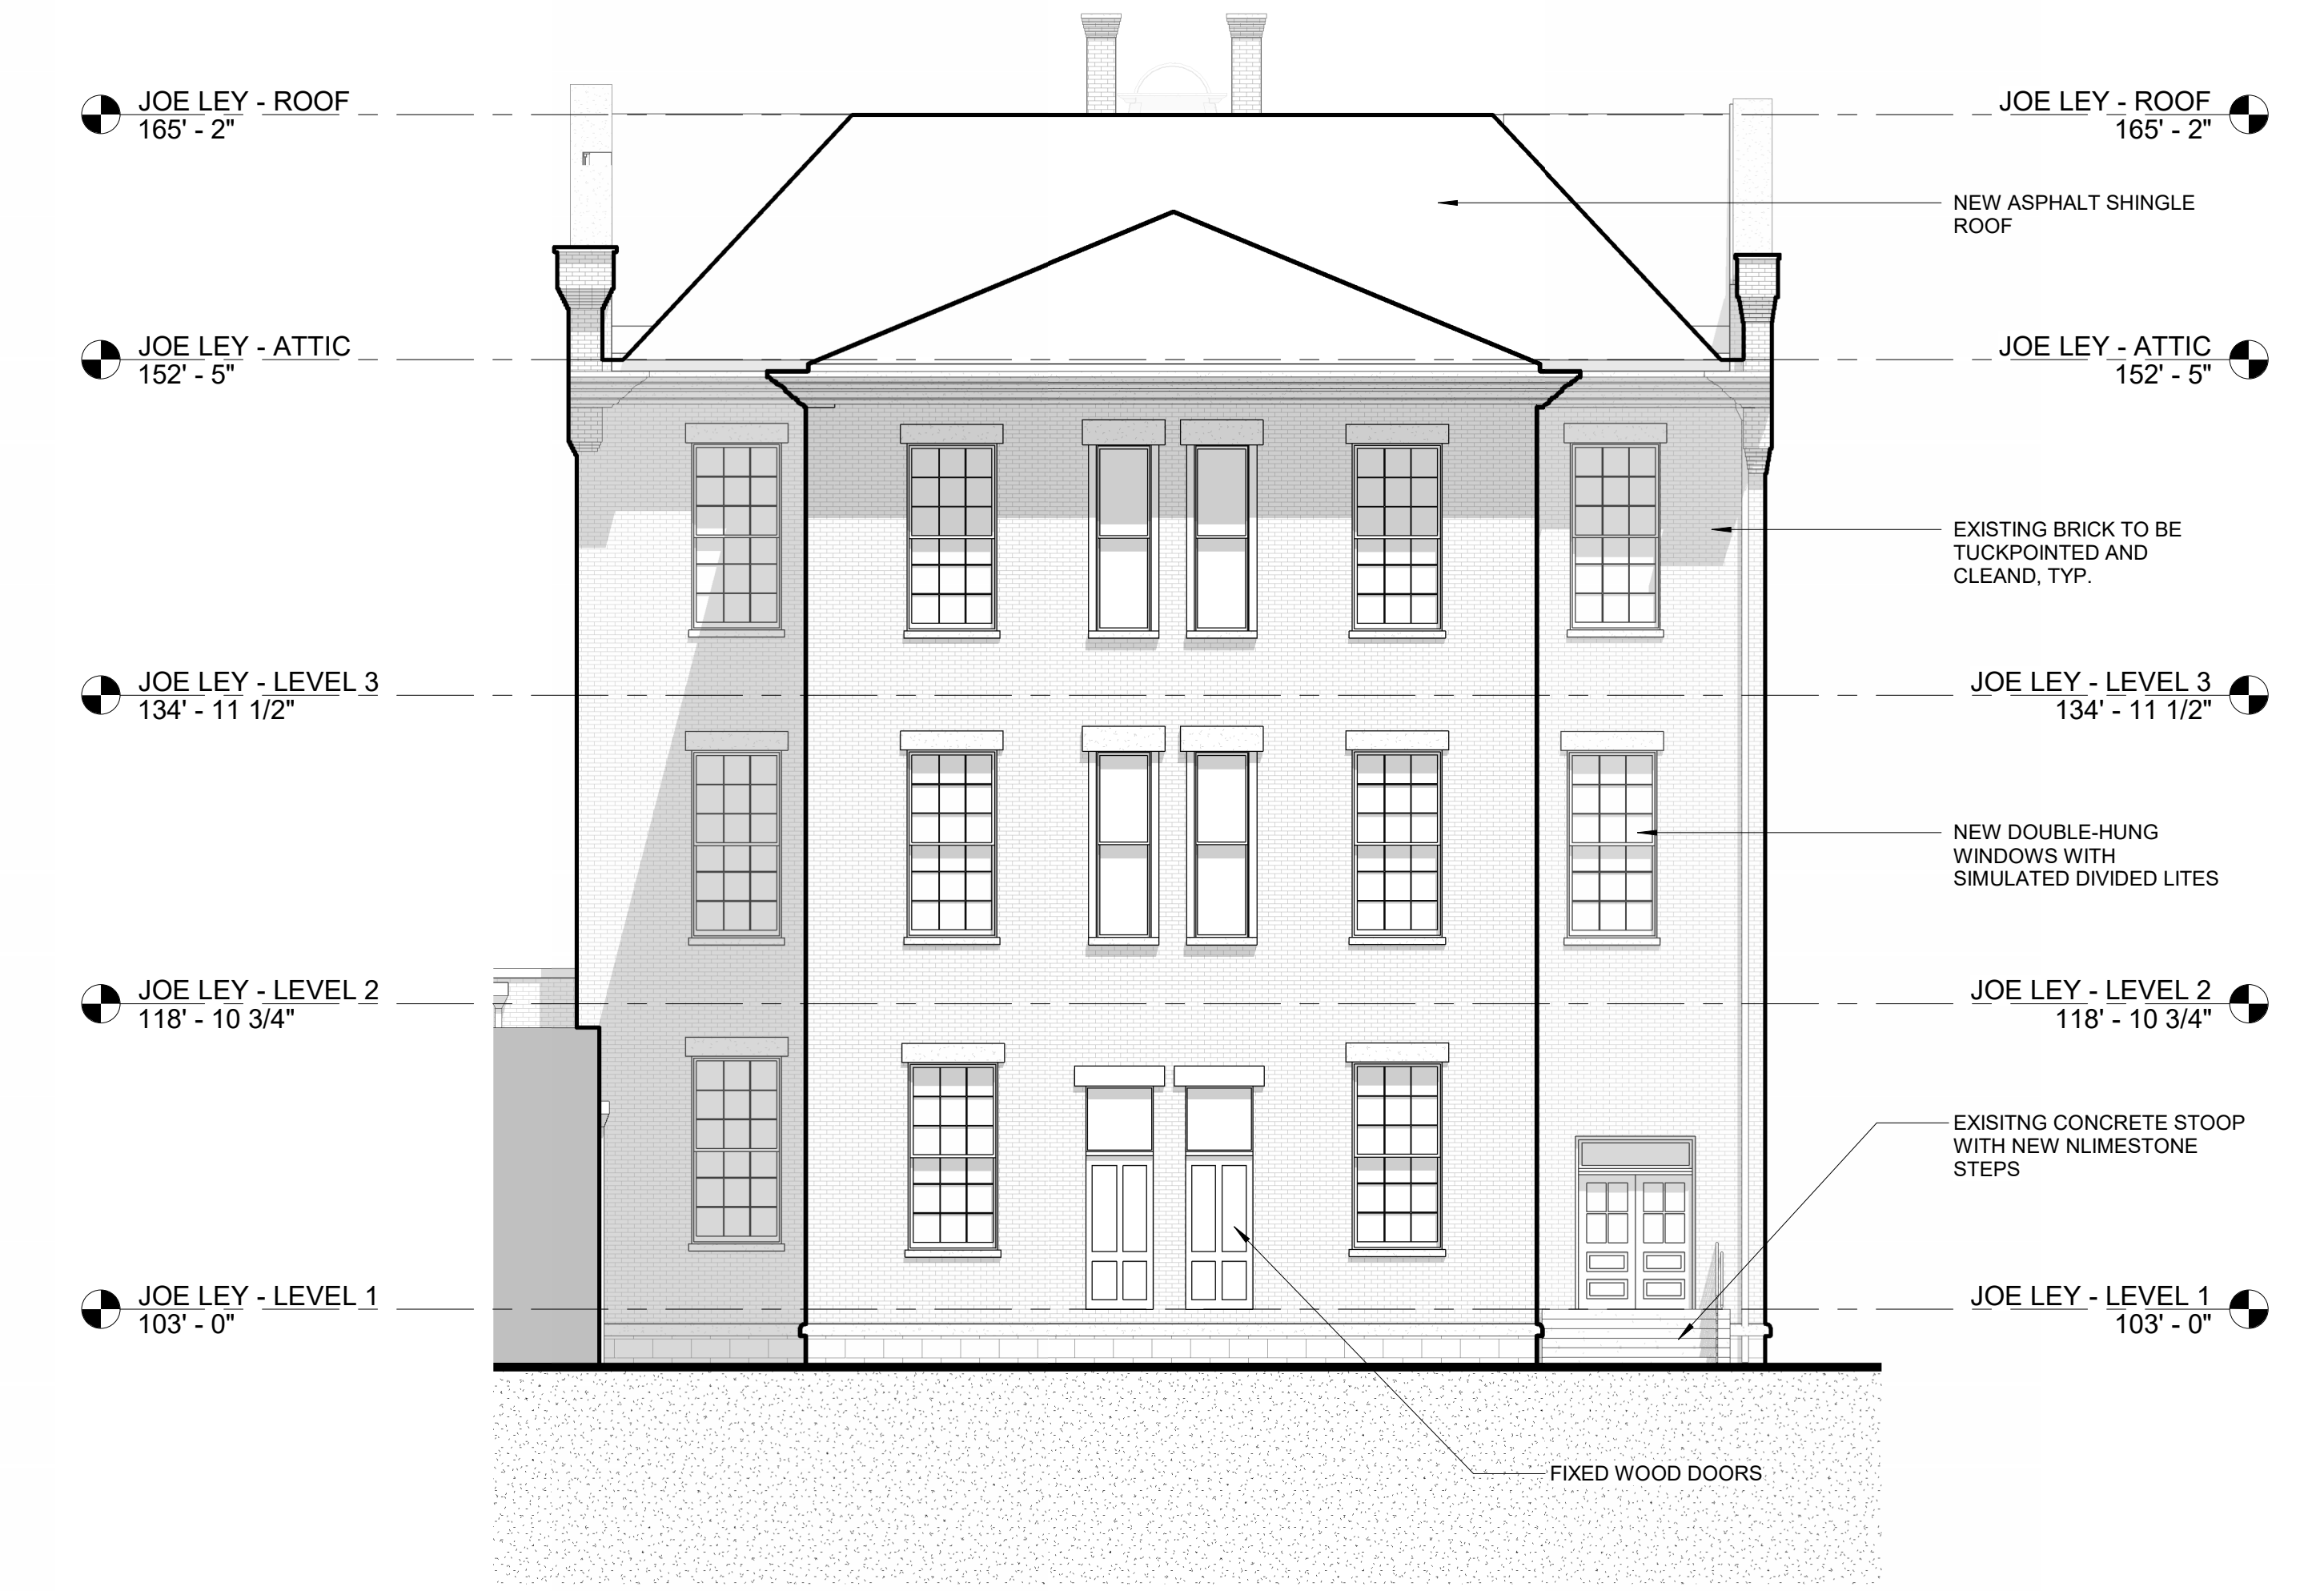 JOE LEY - ROOF
165' - 2"
JOE LEY - ATTIC
152' - 5"
JOE LEY - LEVEL 3
134' - 11 1/2"
JOE LEY - LEVEL 2
118' - 10 3/4"
JOE LEY - LEVEL 1
103' - 0"
JOE LEY - ROOF
165' - 2"
NEW ASPHALT SHINGLE
ROOF
JOE LEY - ATTIC
152' - 5"
EXISTING BRICK TO BE
TUCKPOINTED AND
CLEAND, TYP.
JOE LEY - LEVEL 3
134' - 11 1/2"
NEW DOUBLE-HUNG
WINDOWS WITH
SIMULATED DIVIDED LITES
JOE LEY - LEVEL 2
118' - 10 3/4"
EXISITNG CONCRETE STOOP
WITH NEW NLIMESTONE
STEPS
JOE LEY - LEVEL 1
103' - 0"
FIXED WOOD DOORS